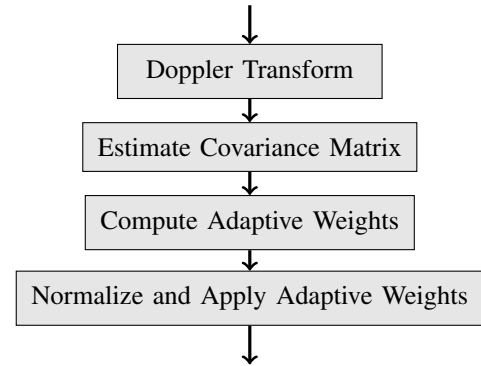 Doppler Transform
Estimate Covariance Matrix
Compute Adaptive Weights
Normalize and Apply Adaptive Weights